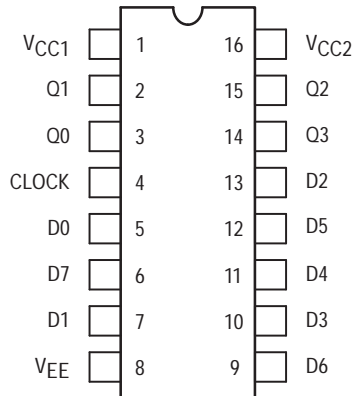 VCC1 1 16 VCC2
Q1 2 15 Q2
Q0 3 14 Q3
CLOCK 4 13 D2
D0 5 12 D5
D7 6 11 D4
D1 7 10 D3
VEE 8 9 D6